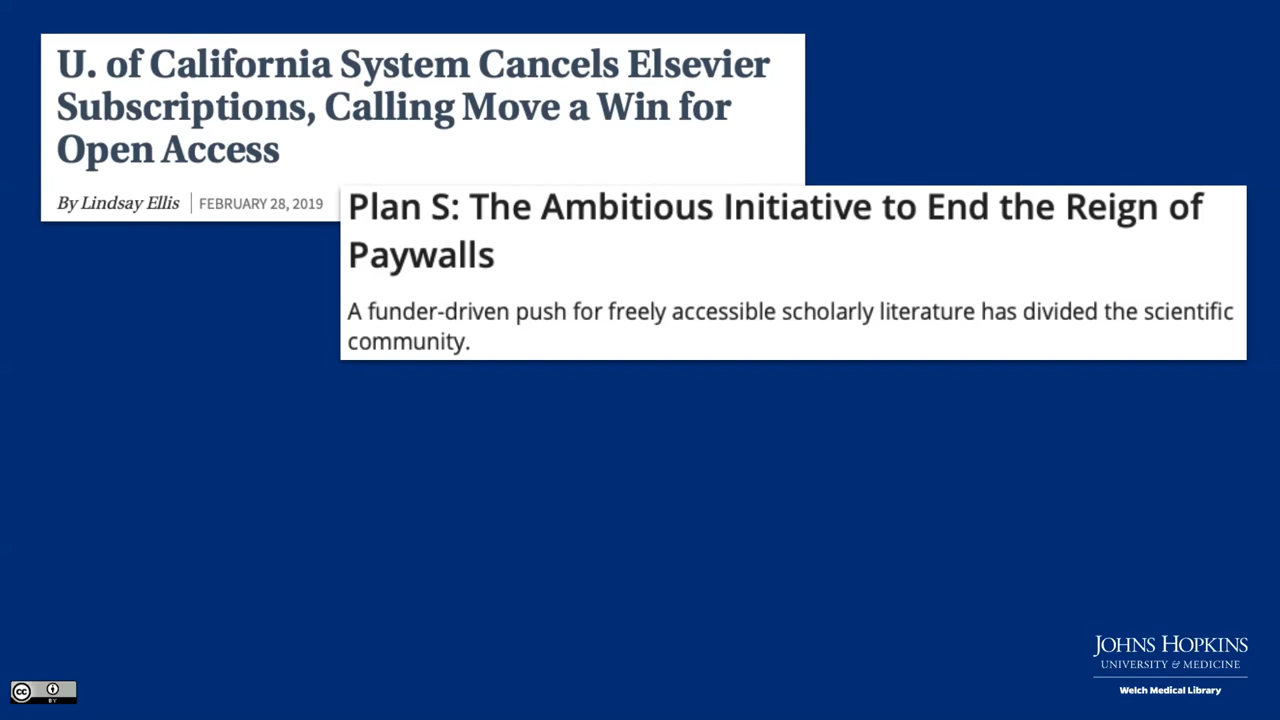 U. of California System Cancels Elsevier
Subscriptions, Calling Move a Win for
Open Access
By Lindsay Ellis | FEBRUARY 28, 2019
Plan S: The Ambitious Initiative to End the Reign of
Paywalls
A funder-driven push for freely accessible scholarly literature has divided the scientific
community.
JOHNS HOPKINS
UNIVERSITY & MEDICINE
Welch Medical Library
cc
BY